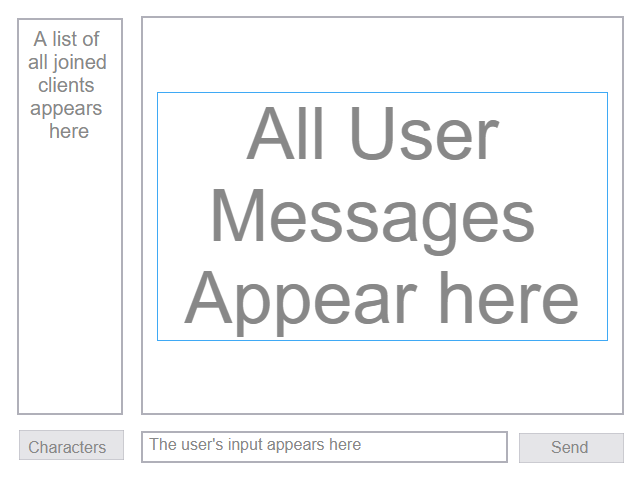 A list of
all joined
clients
appears
here
All User
Messages
Appear here
Characters
The user's input appears here
Send